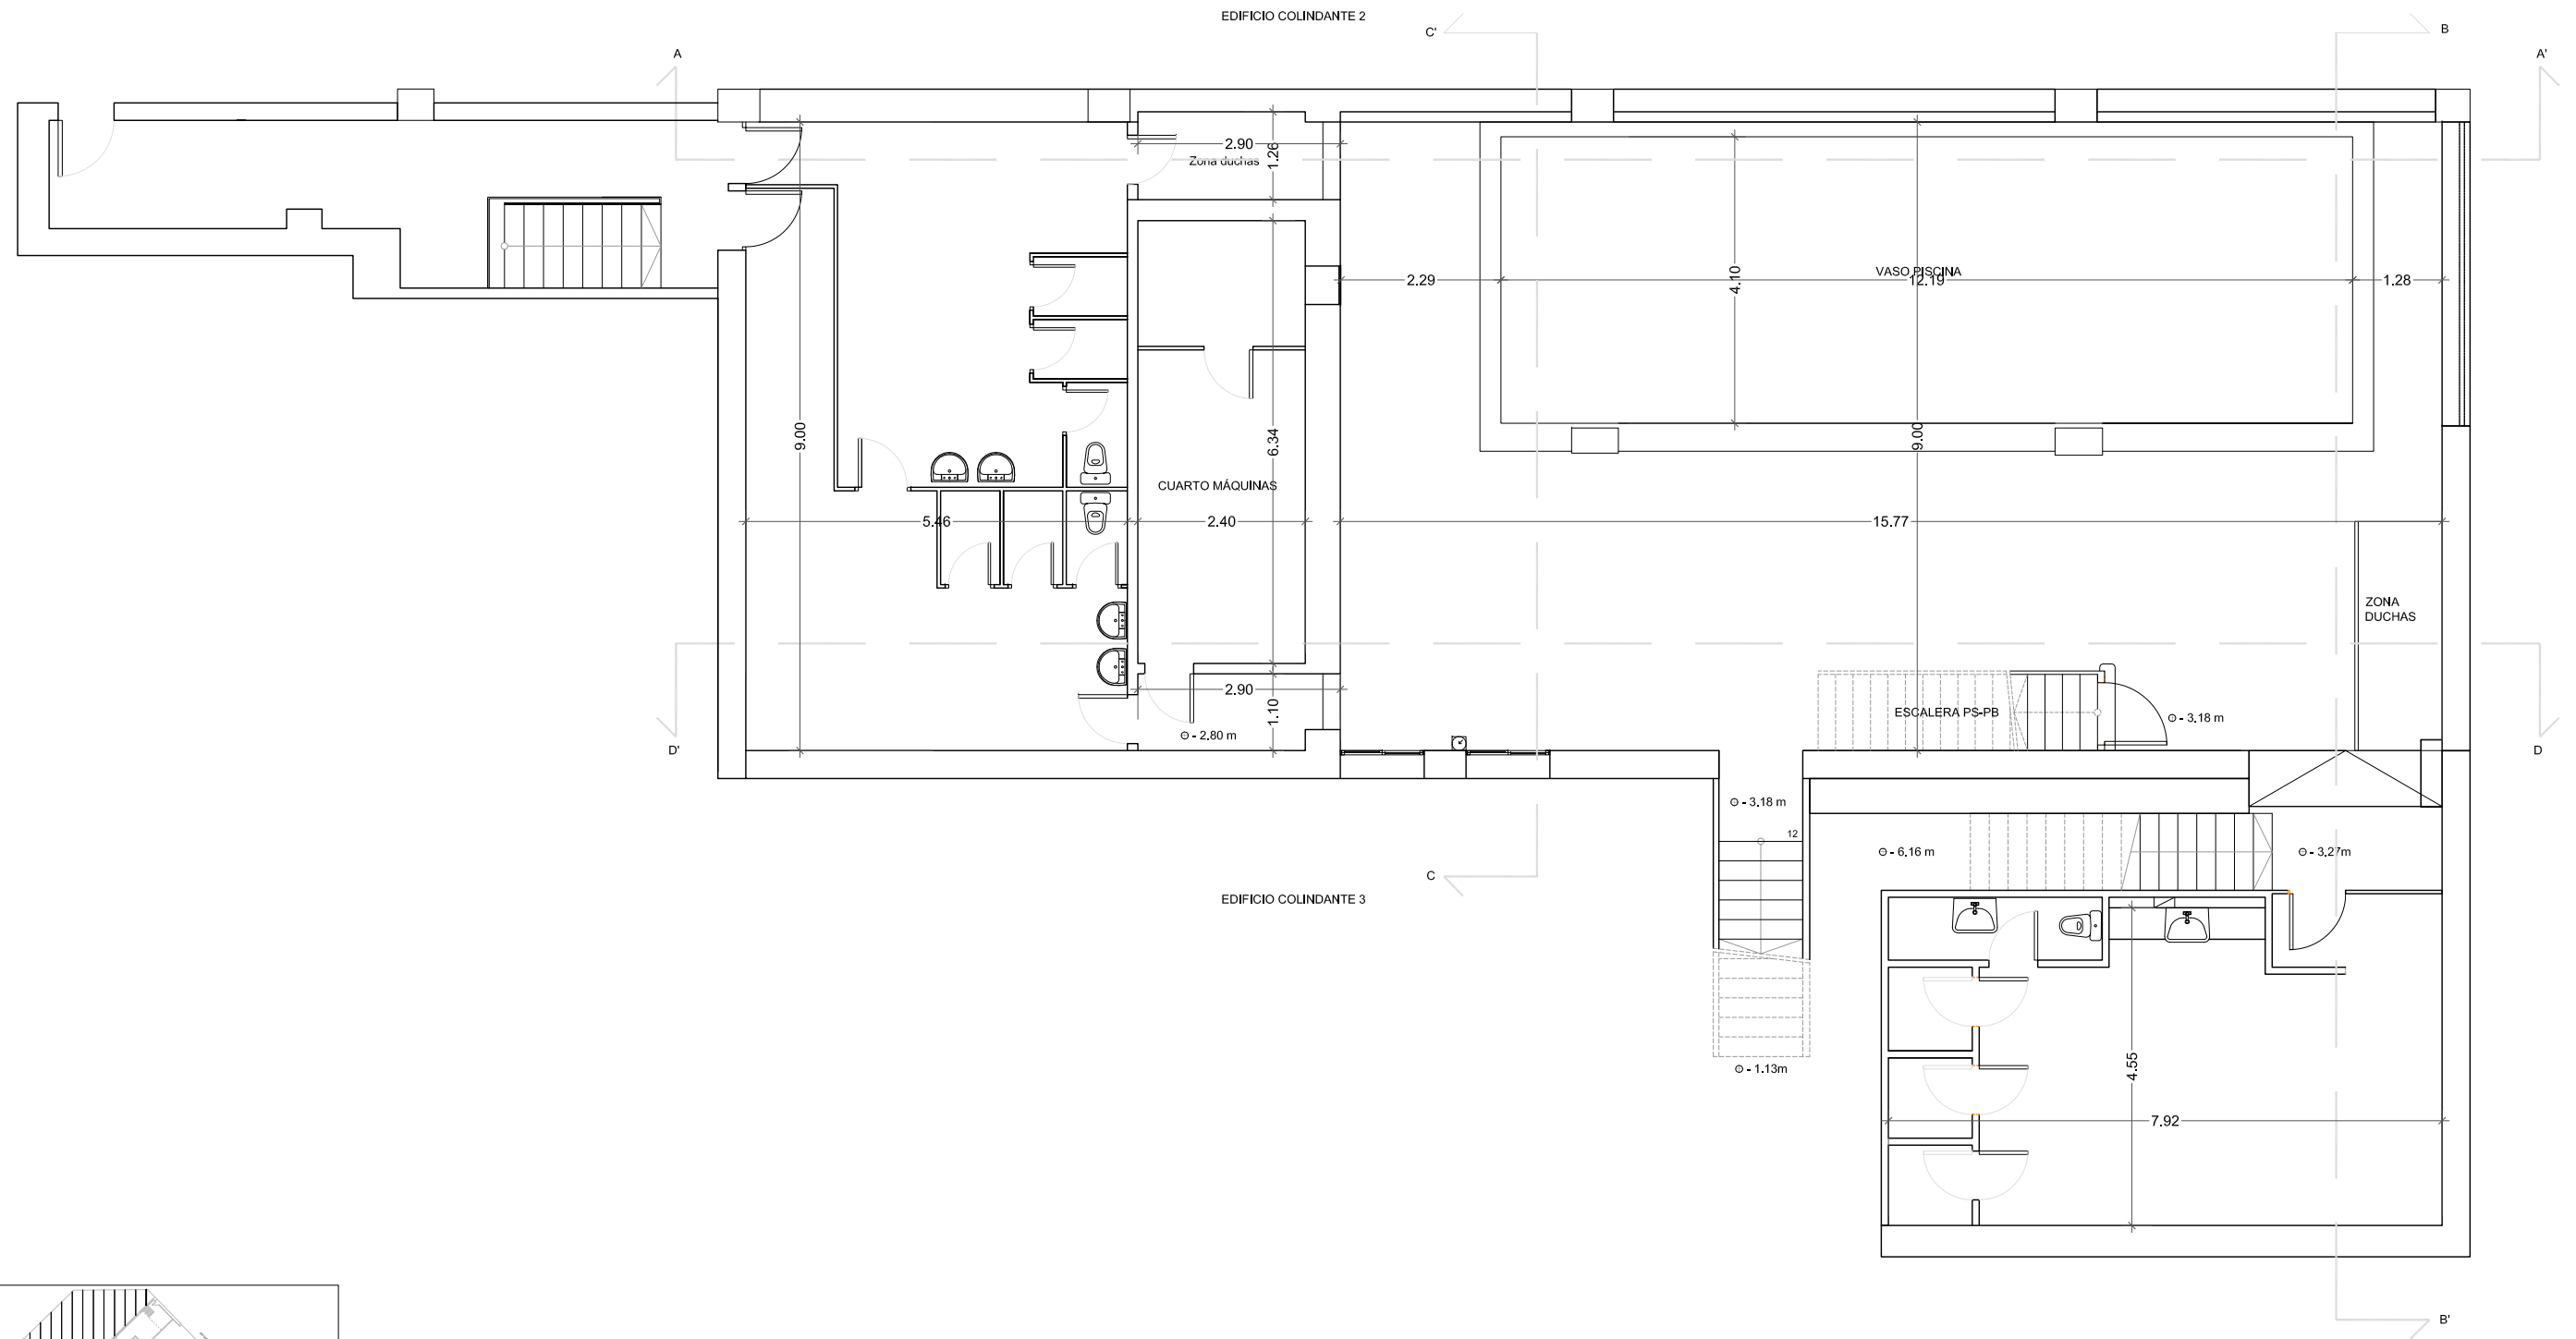 EDIFICIO COLINDANTE 2
C'
B
A
A'
2.90
1.26
Zona duchas
VASO PISCINA
2.29
4.10
12.19
1.28
9.00
6.34
9.00
CUARTO MÁQUINAS
5.46
2.40
15.77
ZONA
DUCHAS
2.90
1.10
ESCALERA PS-PB
- 3.18 m
- 2.80 m
D'
D
- 3.18 m
12
- 6.16 m
- 3.27m
C
EDIFICIO COLINDANTE 3
- 1.13m
4.55
7.92
B'